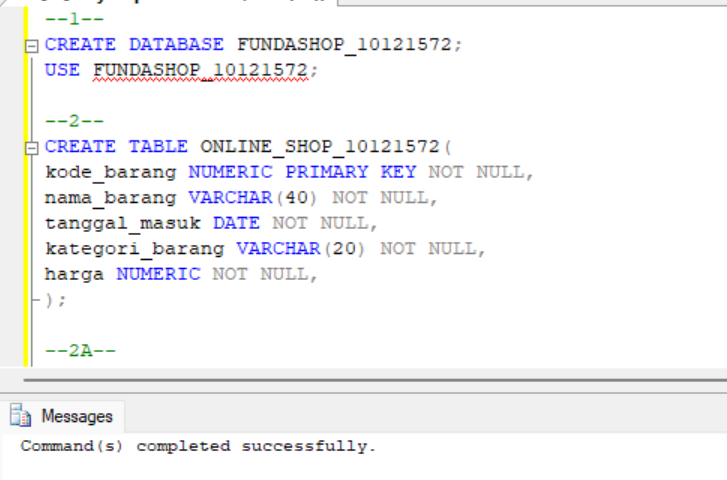 --1--
CREATE DATABASE FUNDASHOP_10121572;
USE FUNDASHOP_10121572;
--2--
CREATE TABLE ONLINE_SHOP_10121572(
kode_barang NUMERIC PRIMARY KEY NOT NULL,
nama_barang VARCHAR(40) NOT NULL,
tanggal_masuk DATE NOT NULL,
kategori_barang VARCHAR(20) NOT NULL,
harga NUMERIC NOT NULL,
);
--2A--
Messages
Command(s) completed successfully.